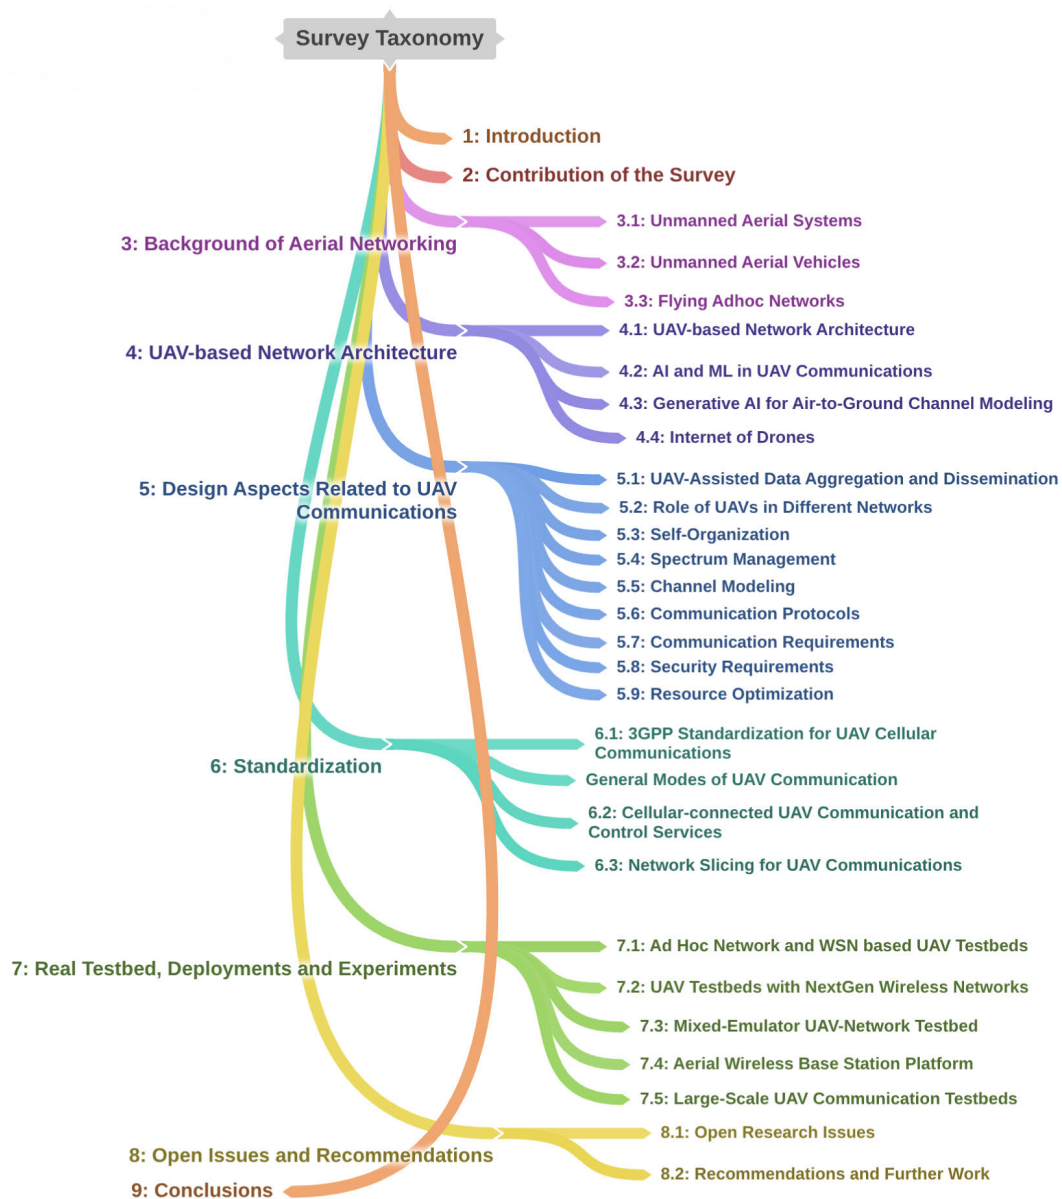 Survey Taxonomy
1: Introduction
2: Contribution of the Survey
3: Background of Aerial Networking
3.1: Unmanned Aerial Systems
3.2: Unmanned Aerial Vehicles
3.3: Flying Adhoc Networks
4: UAV-based Network Architecture
4.1: UAV-based Network Architecture
4.2: AI and ML in UAV Communications
4.3: Generative AI for Air-to-Ground Channel Modeling
4.4: Internet of Drones
5: Design Aspects Related to UAV
Communications
5.1: UAV-Assisted Data Aggregation and Dissemination
5.2: Role of UAVs in Different Networks
5.3: Self-Organization
5.4: Spectrum Management
5.5: Channel Modeling
5.6: Communication Protocols
5.7: Communication Requirements
5.8: Security Requirements
5.9: Resource Optimization
6: Standardization
6.1: 3GPP Standardization for UAV Cellular
Communications
General Modes of UAV Communication
6.2: Cellular-connected UAV Communication and
Control Services
6.3: Network Slicing for UAV Communications
7: Real Testbed, Deployments and Experiments
7.1: Ad Hoc Network and WSN based UAV Testbeds
7.2: UAV Testbeds with NextGen Wireless Networks
7.3: Mixed-Emulator UAV-Network Testbed
7.4: Aerial Wireless Base Station Platform
7.5: Large-Scale UAV Communication Testbeds
8: Open Issues and Recommendations
8.1: Open Research Issues
8.2: Recommendations and Further Work
9: Conclusions